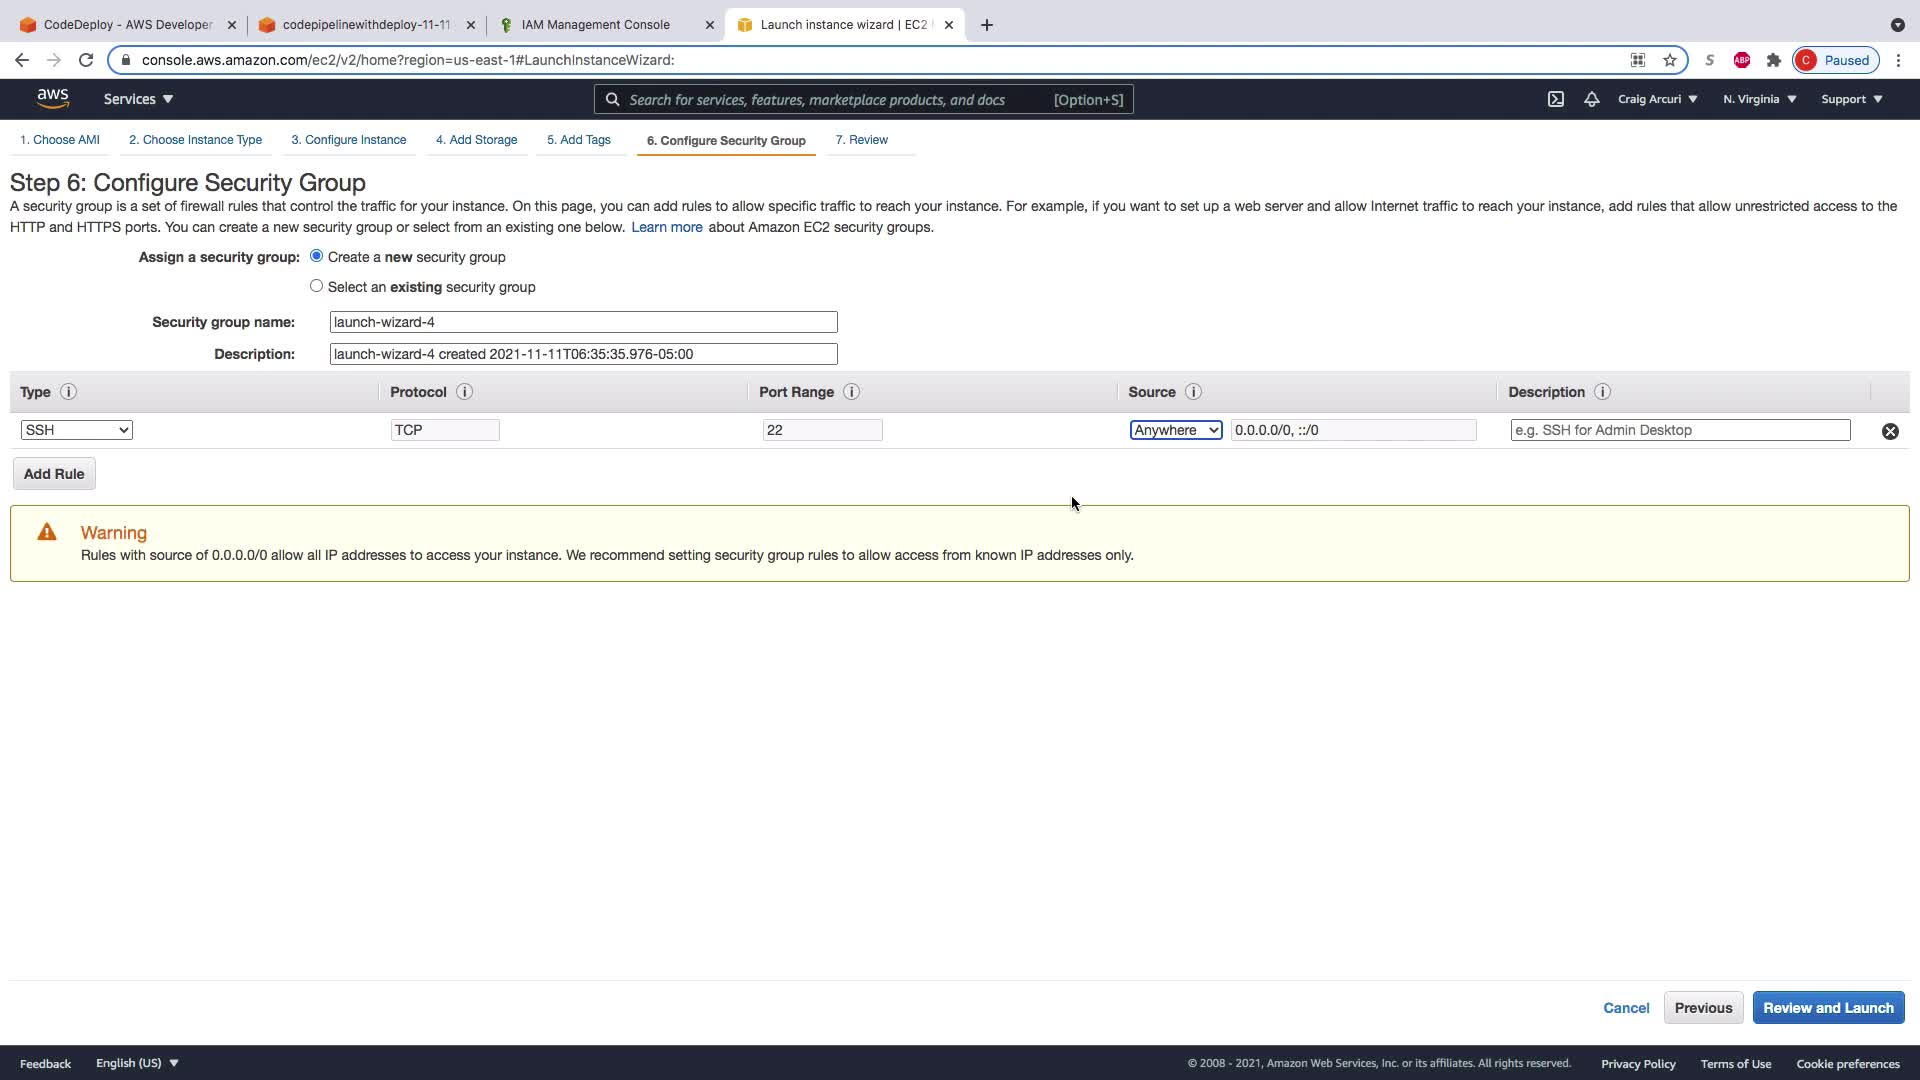 CodeDeploy - AWS Developer
codepipelinewithdeploy-11-11
IAM Management Console
Launch instance wizard | EC2
console.aws.amazon.com/ec2/v2/home?region=us-east-1#LaunchInstanceWizard:
S
ABP
C Paused
aws
Services
Search for services, features, marketplace products, and docs [Option+S]
Craig Arcuri
N. Virginia
Support
1. Choose AMI
2. Choose Instance Type
3. Configure Instance
4. Add Storage
5. Add Tags
6. Configure Security Group
7. Review
Step 6: Configure Security Group
A security group is a set of firewall rules that control the traffic for your instance. On this page, you can add rules to allow specific traffic to reach your instance. For example, if you want to set up a web server and allow Internet traffic to reach your instance, add rules that allow unrestricted access to the
HTTP and HTTPS ports. You can create a new security group or select from an existing one below. Learn more about Amazon EC2 security groups.
Assign a security group: Create a new security group
Select an existing security group
Security group name: launch-wizard-4
Description: launch-wizard-4 created 2021-11-11T06:35:35.976-05:00
Type i Protocol i Port Range i Source i Description i
SSH TCP 22 Anywhere 0.0.0.0/0, ::/0 e.g. SSH for Admin Desktop
Add Rule
Warning
Rules with source of 0.0.0.0/0 allow all IP addresses to access your instance. We recommend setting security group rules to allow access from known IP addresses only.
Cancel Previous Review and Launch
Feedback English (US) © 2008 - 2021, Amazon Web Services, Inc. or its affiliates. All rights reserved. Privacy Policy Terms of Use Cookie preferences